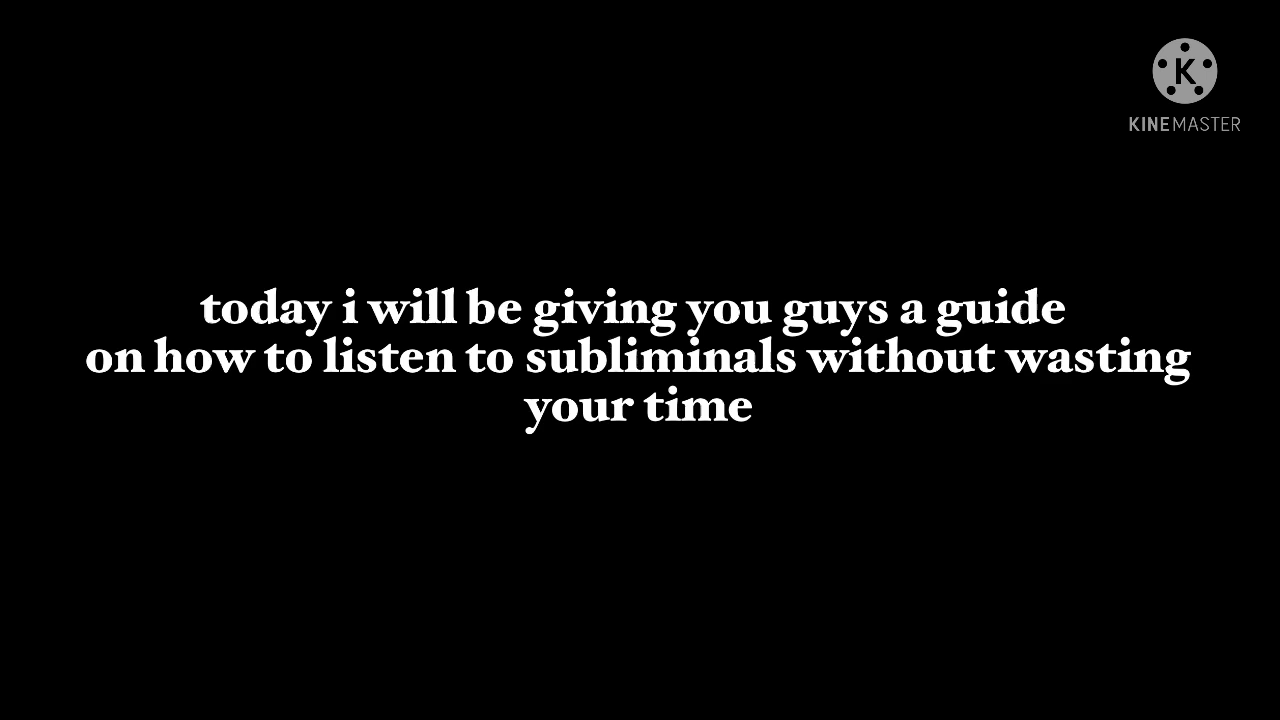 K
KINEMASTER
today i will be giving you guys a guide
on how to listen to subliminals without wasting
your time